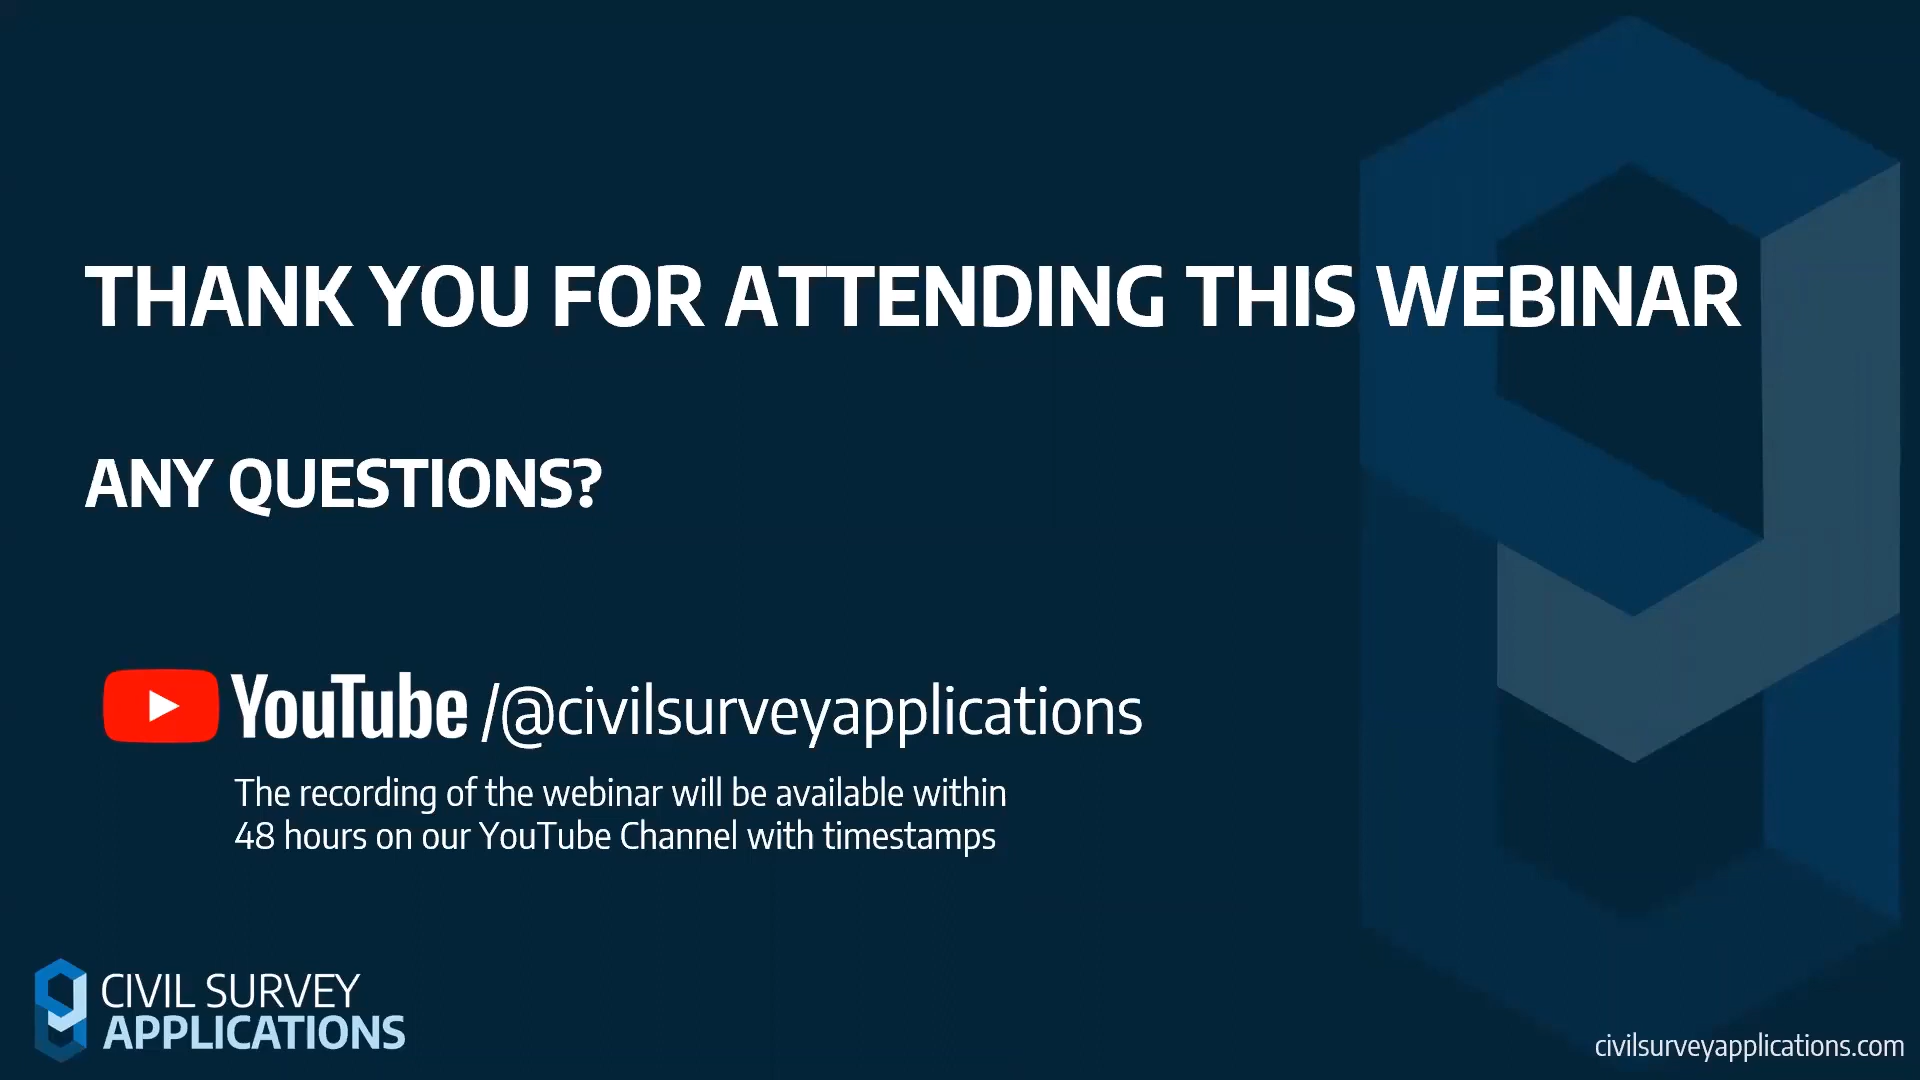 THANK YOU FOR ATTENDING THIS WEBINAR
ANY QUESTIONS?
YouTube /@civilsurveyapplications
The recording of the webinar will be available within
48 hours on our YouTube Channel with timestamps
CIVIL SURVEY
APPLICATIONS
civilsurveyapplications.com